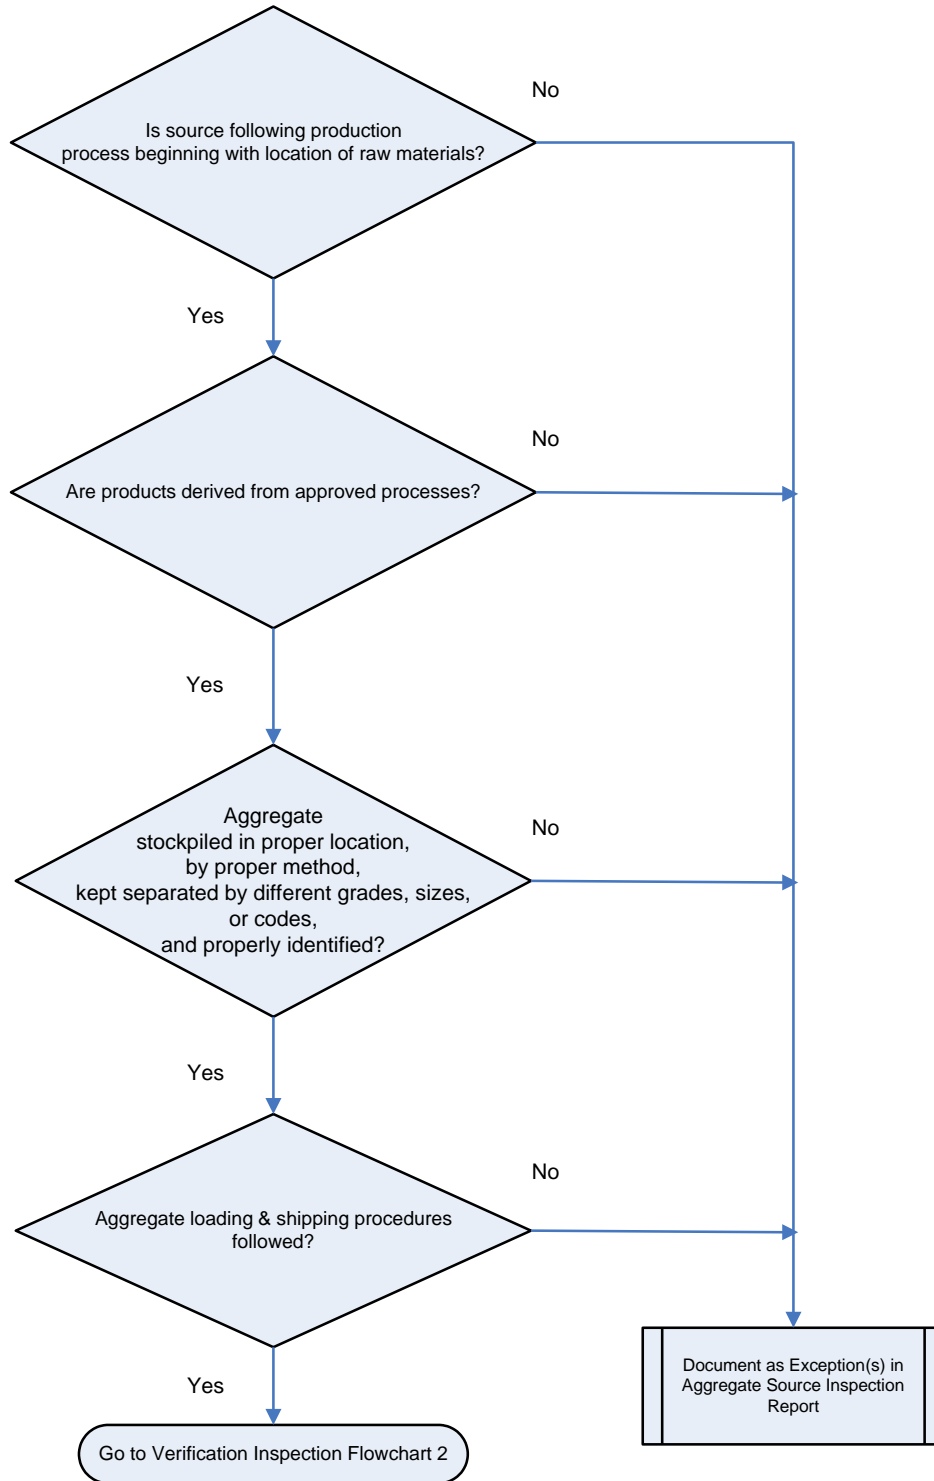 No
Is source following production
process beginning with location of raw materials?
Yes
No
Are products derived from approved processes?
Yes
No
Aggregate
stockpiled in proper location,
by proper method,
kept separated by different grades, sizes,
or codes,
and properly identified?
Yes
No
Aggregate loading & shipping procedures
followed?
Yes
Document as Exception(s) in
Aggregate Source Inspection
Report
Go to Verification Inspection Flowchart 2